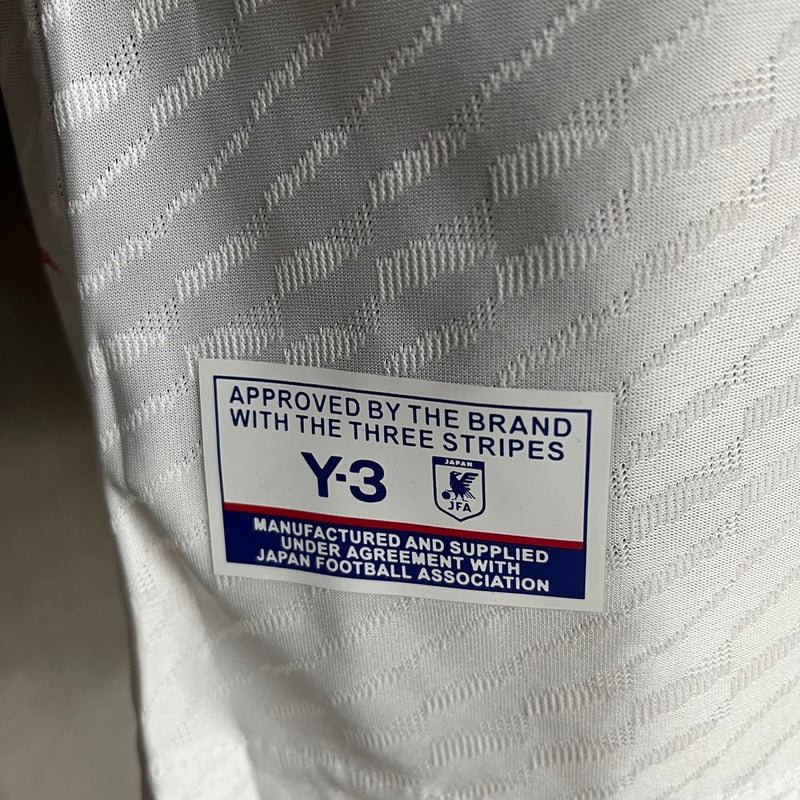 APPROVED BY THE BRAND
WITH THE THREE STRIPES
Y-3
JAPAN
JFA
MANUFACTURED AND SUPPLIED
UNDER AGREEMENT WITH
JAPAN FOOTBALL ASSOCIATION